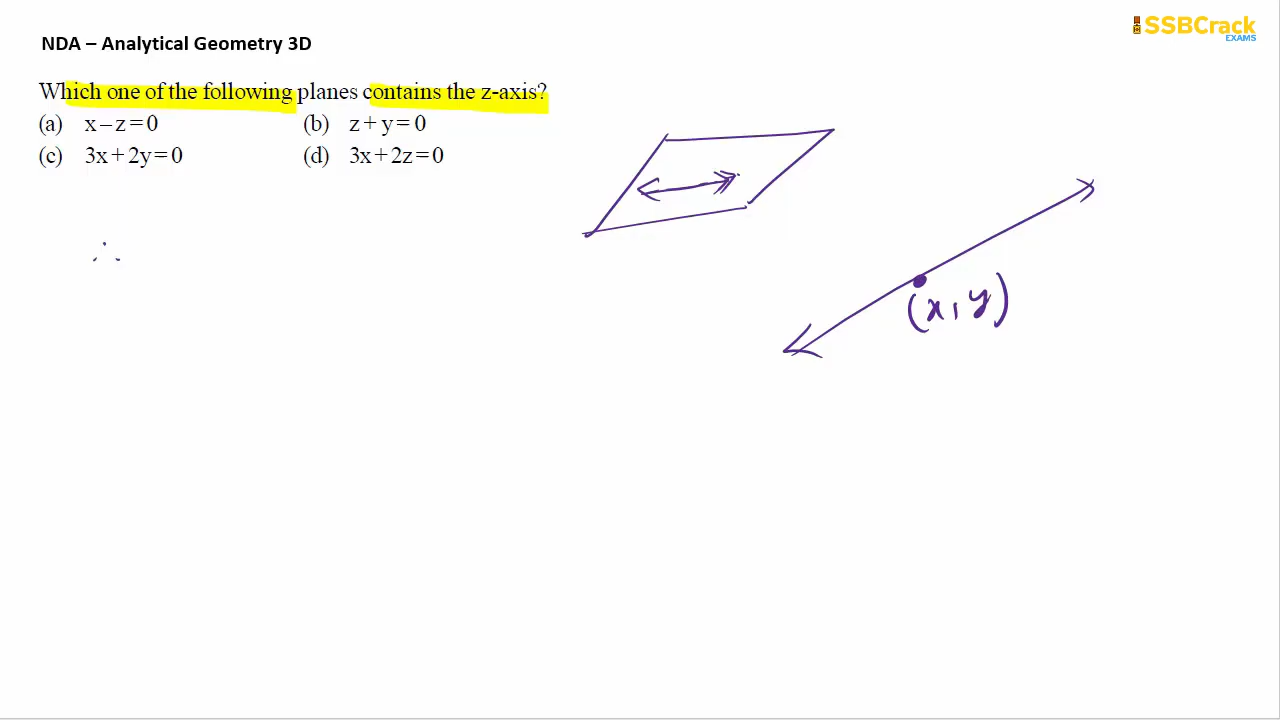 SSBCrack
EXAMS
NDA – Analytical Geometry 3D
Which one of the following planes contains the z-axis?
(a) x – z = 0 (b) z + y = 0
(c) 3x + 2y = 0 (d) 3x + 2z = 0
∴
(x, y)